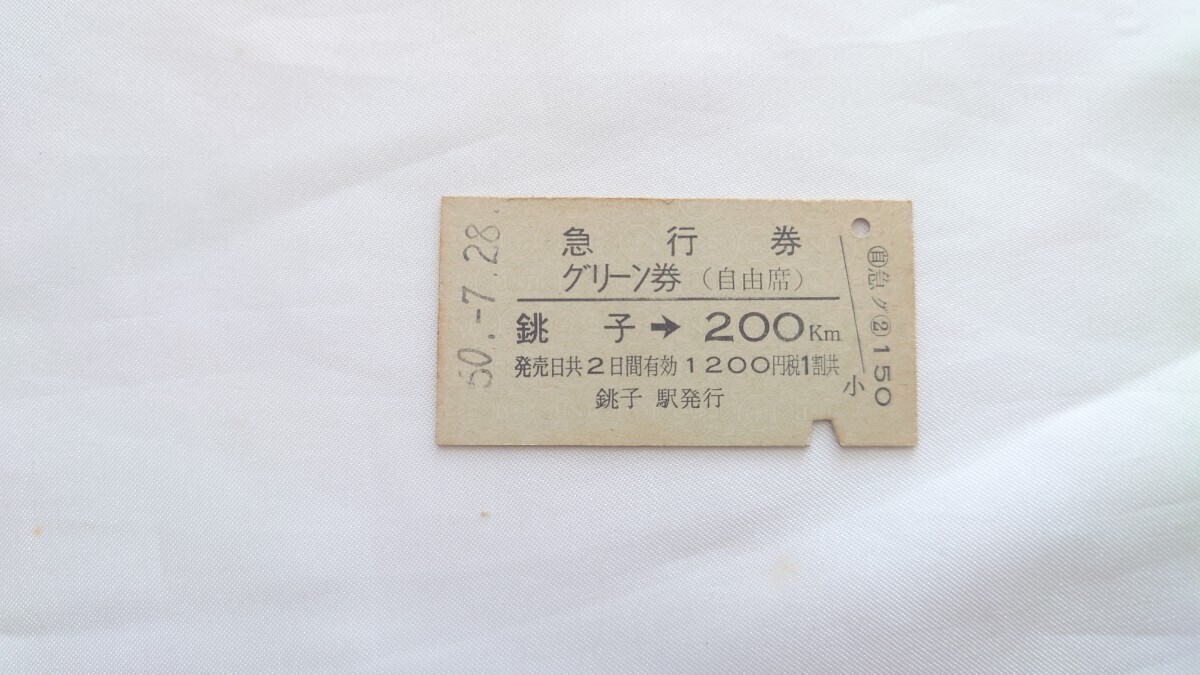 50.-7.28
急行券
グリーン券(自由席)
銚子➔200Km
発売日共2日間有効 1200円税1割共
銚子 駅発行
小
㊞急グ②150